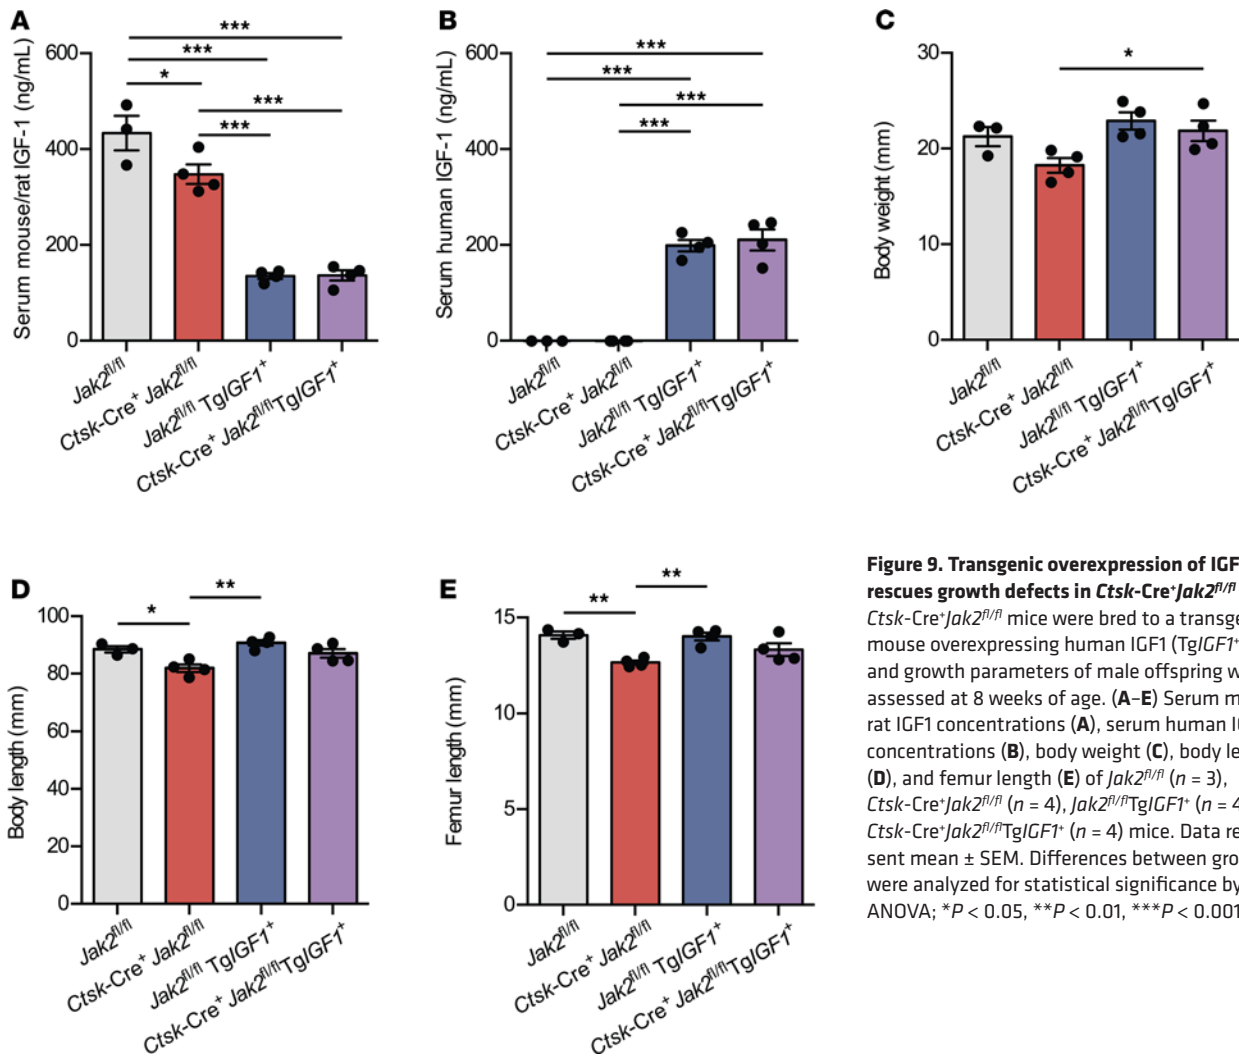 A
Serum mouse/rat IGF-1 (ng/mL)
600
400
200
0
***
***
*
***
***
Jak2fl/fl
Ctsk-Cre+ Jak2fl/fl
Jak2fl/fl TgIGF1+
Ctsk-Cre+ Jak2fl/flTgIGF1+
B
Serum human IGF-1 (ng/mL)
600
400
200
0
***
***
***
***
Jak2fl/fl
Ctsk-Cre+ Jak2fl/fl
Jak2fl/fl TgIGF1+
Ctsk-Cre+ Jak2fl/flTgIGF1+
C
Body weight (mm)
30
20
10
0
*
Jak2fl/fl
Ctsk-Cre+ Jak2fl/fl
Jak2fl/fl TgIGF1+
Ctsk-Cre+ Jak2fl/flTgIGF1+
D
Body length (mm)
100
80
60
40
20
0
*
**
Jak2fl/fl
Ctsk-Cre+ Jak2fl/fl
Jak2fl/fl TgIGF1+
Ctsk-Cre+ Jak2fl/flTgIGF1+
E
Femur length (mm)
15
10
5
0
**
**
Jak2fl/fl
Ctsk-Cre+ Jak2fl/fl
Jak2fl/fl TgIGF1+
Ctsk-Cre+ Jak2fl/flTgIGF1+
Figure 9. Transgenic overexpression of IGF
rescues growth defects in Ctsk-Cre+Jak2fl/fl
Ctsk-Cre+Jak2fl/fl mice were bred to a transge
mouse overexpressing human IGF1 (TgIGF1+
and growth parameters of male offspring w
assessed at 8 weeks of age. (A–E) Serum m
rat IGF1 concentrations (A), serum human IG
concentrations (B), body weight (C), body le
(D), and femur length (E) of Jak2fl/fl (n = 3),
Ctsk-Cre+Jak2fl/fl (n = 4), Jak2fl/flTgIGF1+ (n = 4
Ctsk-Cre+Jak2fl/flTgIGF1+ (n = 4) mice. Data re
sent mean ± SEM. Differences between gro
were analyzed for statistical significance by
ANOVA; *P < 0.05, **P < 0.01, ***P < 0.001